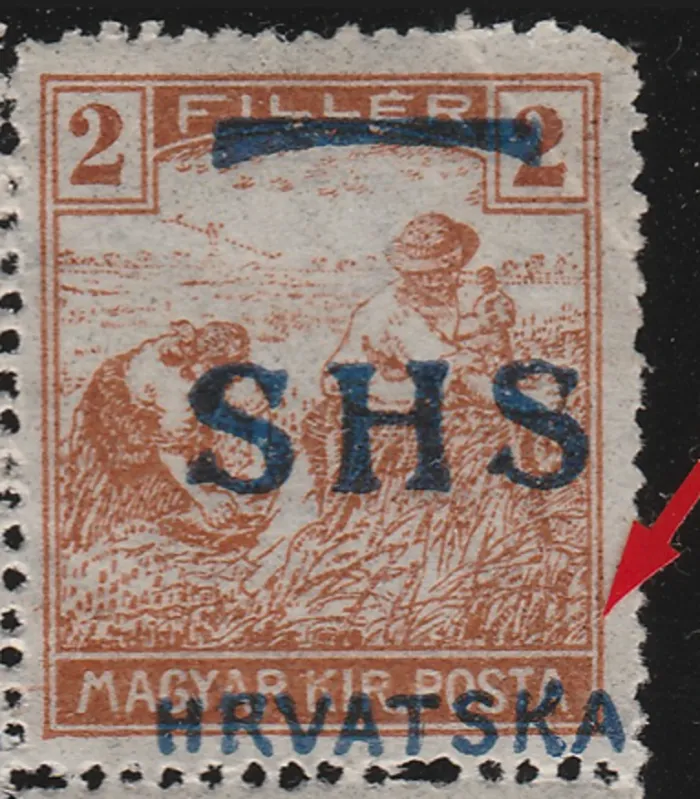 2 FILLÉR 2
SHS
MAGYAR KIR. POSTA
HRVATSKA